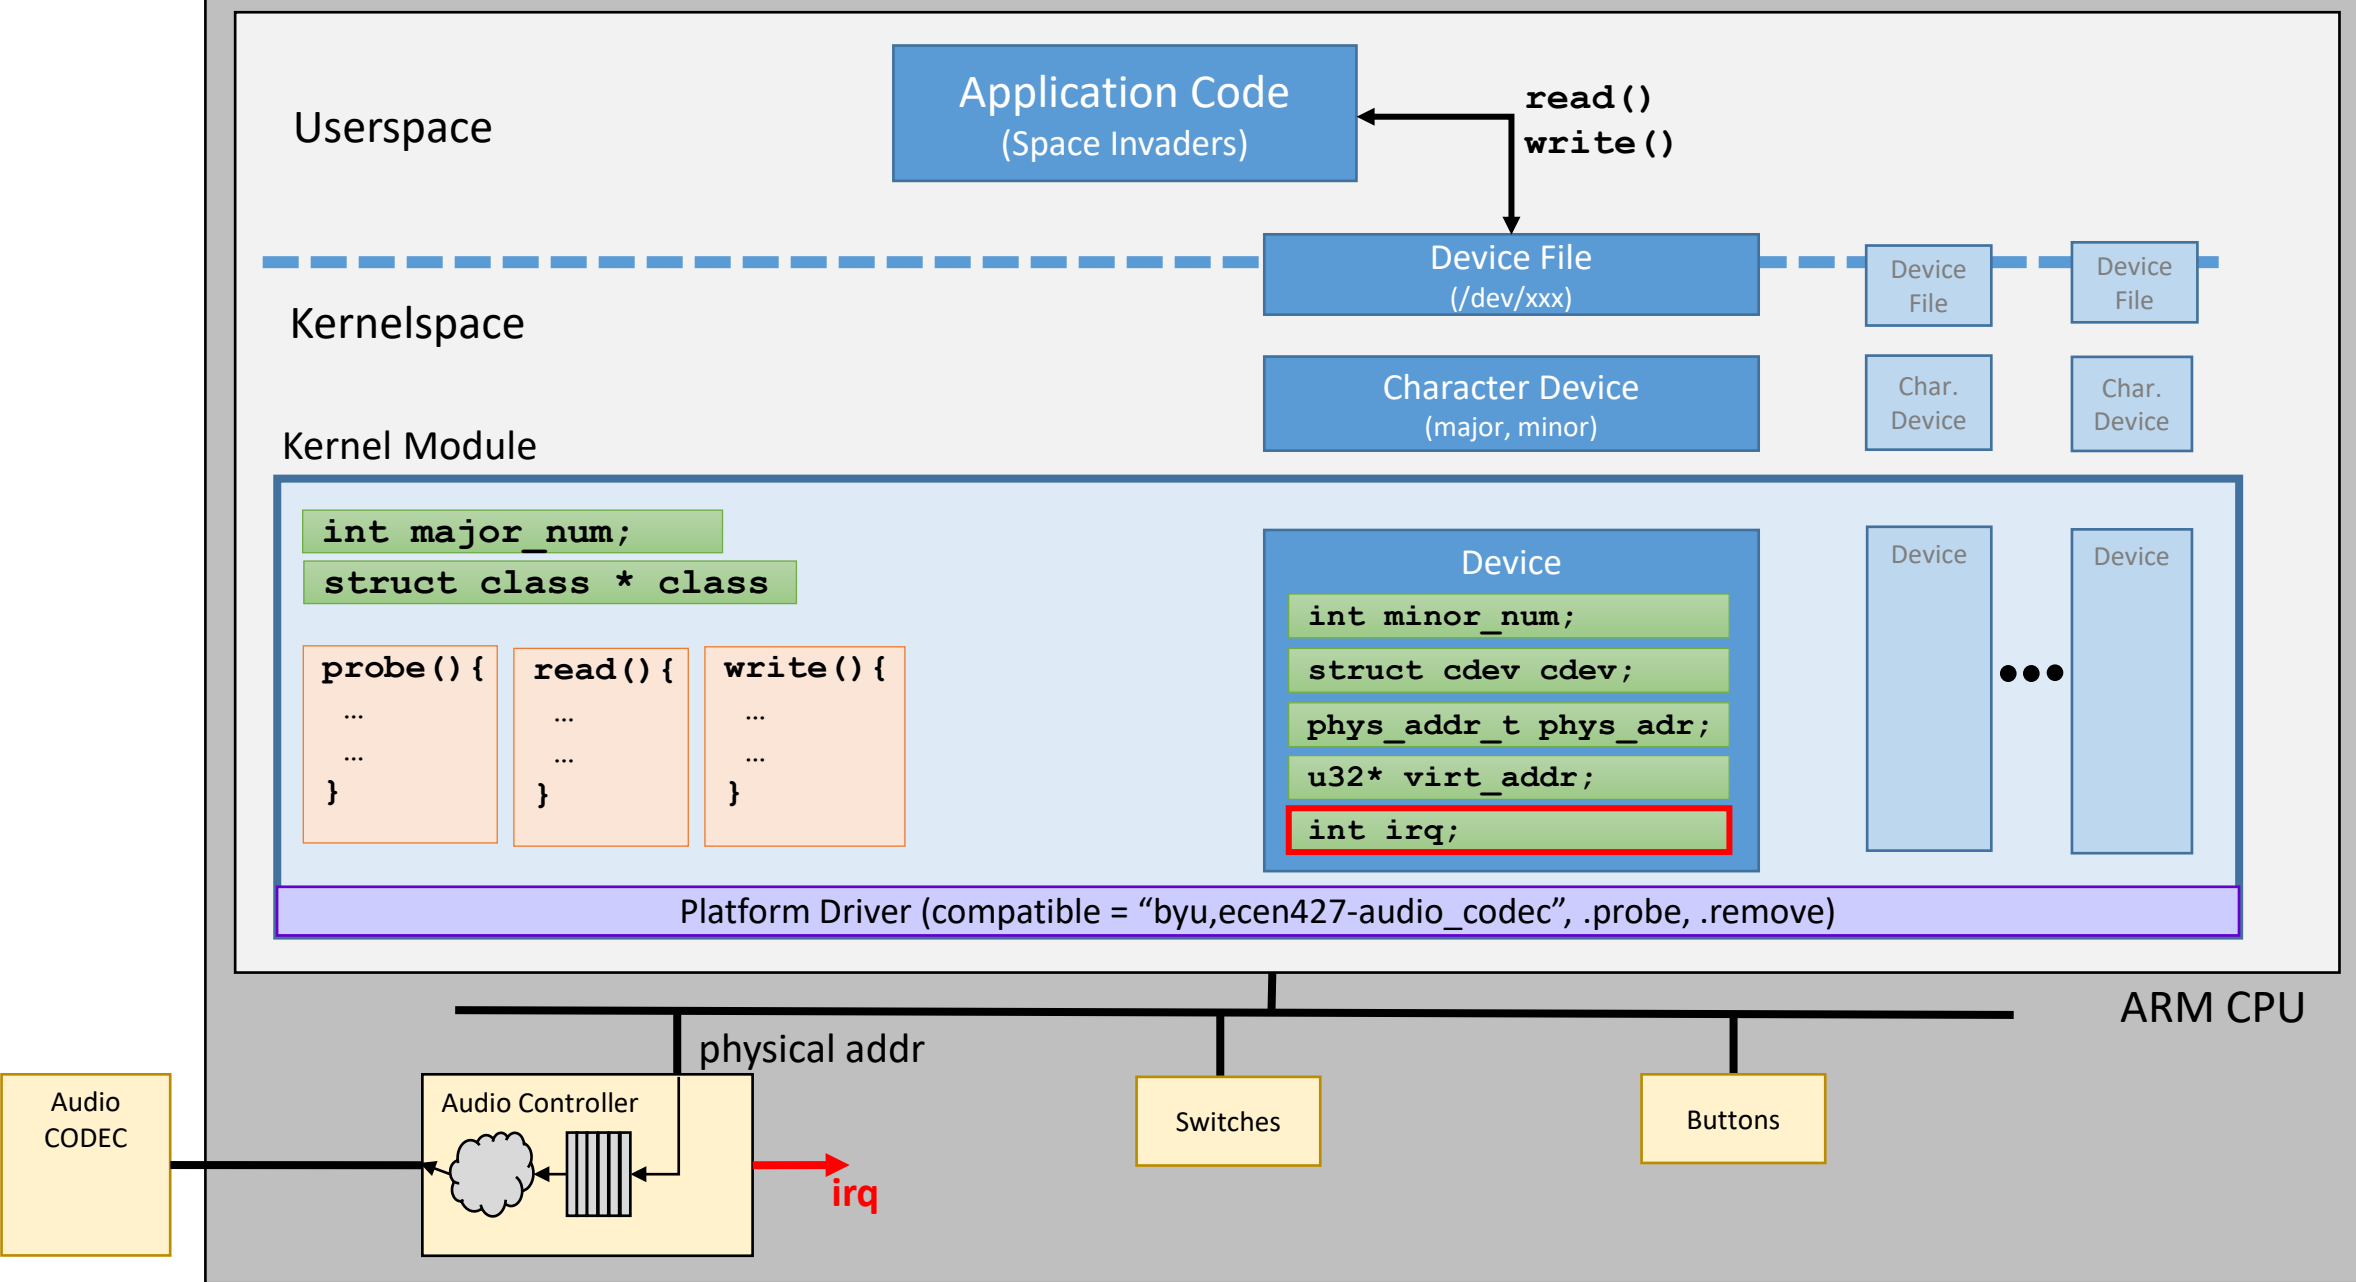 Userspace
Application Code
(Space Invaders)
read()
write()
Device File
(/dev/xxx)
Device
File
Device
File
Kernelspace
Character Device
(major, minor)
Char.
Device
Char.
Device
Kernel Module
int major_num;
struct class * class
probe(){
...
...
}
read(){
...
...
}
write(){
...
...
}
Device
int minor_num;
struct cdev cdev;
phys_addr_t phys_adr;
u32* virt_addr;
int irq;
Device
Device
Platform Driver (compatible = “byu,ecen427-audio_codec”, .probe, .remove)
ARM CPU
physical addr
Audio
CODEC
Audio Controller
irq
Switches
Buttons